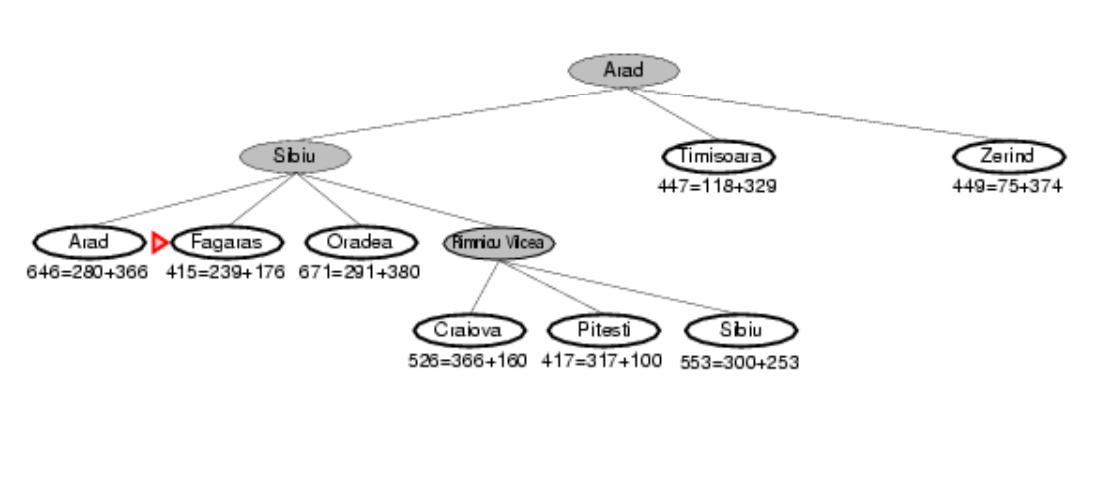 Arad
Sibiu
Timisoara
Zerind
447=118+329
449=75+374
Arad
Fagaras
Oradea
Rimnicu Vilcea
646=280+366
415=239+176
671=291+380
Craiova
Pitesti
Sibiu
526=366+160
417=317+100
553=300+253